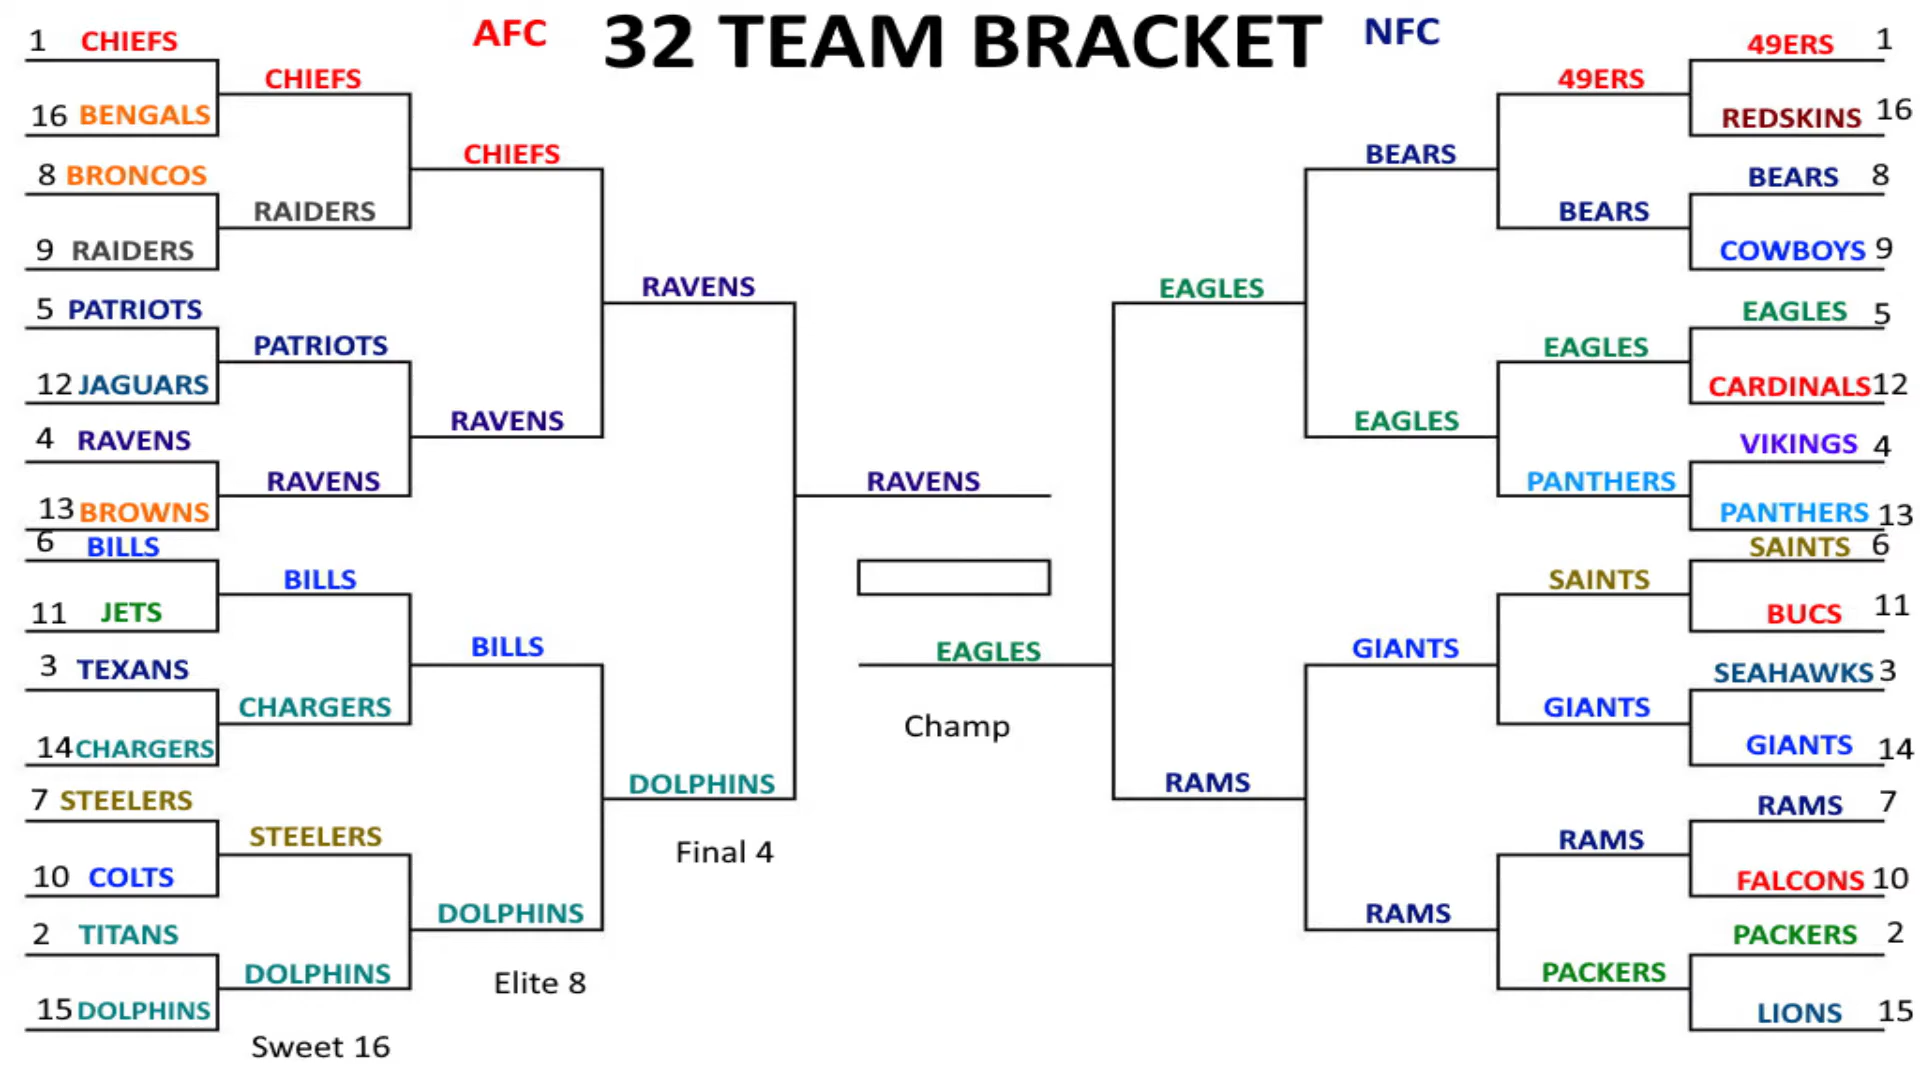 32 TEAM BRACKET
AFC
NFC
1 CHIEFS
16 BENGALS
8 BRONCOS
9 RAIDERS
5 PATRIOTS
12 JAGUARS
4 RAVENS
13 BROWNS
6 BILLS
11 JETS
3 TEXANS
14 CHARGERS
7 STEELERS
10 COLTS
2 TITANS
15 DOLPHINS
CHIEFS
RAIDERS
PATRIOTS
RAVENS
BILLS
CHARGERS
STEELERS
DOLPHINS
Sweet 16
CHIEFS
RAVENS
BILLS
DOLPHINS
Elite 8
RAVENS
DOLPHINS
Final 4
RAVENS
EAGLES
Champ
EAGLES
RAMS
BEARS
EAGLES
GIANTS
RAMS
49ERS
BEARS
EAGLES
PANTHERS
SAINTS
GIANTS
RAMS
PACKERS
49ERS 1
REDSKINS 16
BEARS 8
COWBOYS 9
EAGLES 5
CARDINALS 12
VIKINGS 4
PANTHERS 13
SAINTS 6
BUCS 11
SEAHAWKS 3
GIANTS 14
RAMS 7
FALCONS 10
PACKERS 2
LIONS 15